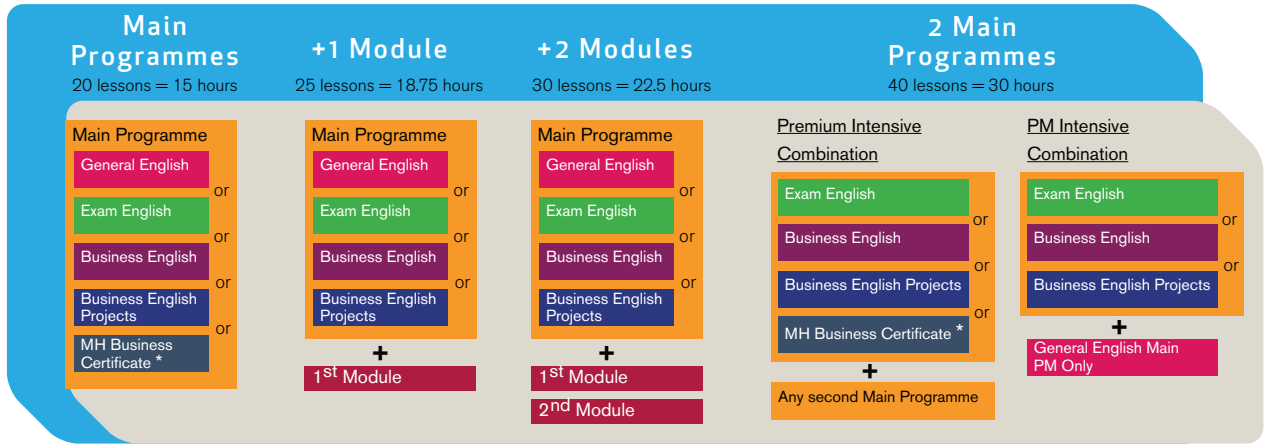 Main
Programmes
20 lessons = 15 hours
Main Programme
General English
or
Exam English
or
Business English
or
Business English
Projects
or
MH Business
Certificate *
+1 Module
25 lessons = 18.75 hours
Main Programme
General English
or
Exam English
or
Business English
or
Business English
Projects
+
1st Module
+2 Modules
30 lessons = 22.5 hours
Main Programme
General English
or
Exam English
or
Business English
or
Business English
Projects
+
1st Module
2nd Module
2 Main
Programmes
40 lessons = 30 hours
Premium Intensive
Combination
Exam English
or
Business English
or
Business English Projects
or
MH Business Certificate *
+
Any second Main Programme
PM Intensive
Combination
Exam English
or
Business English
or
Business English Projects
+
General English Main
PM Only